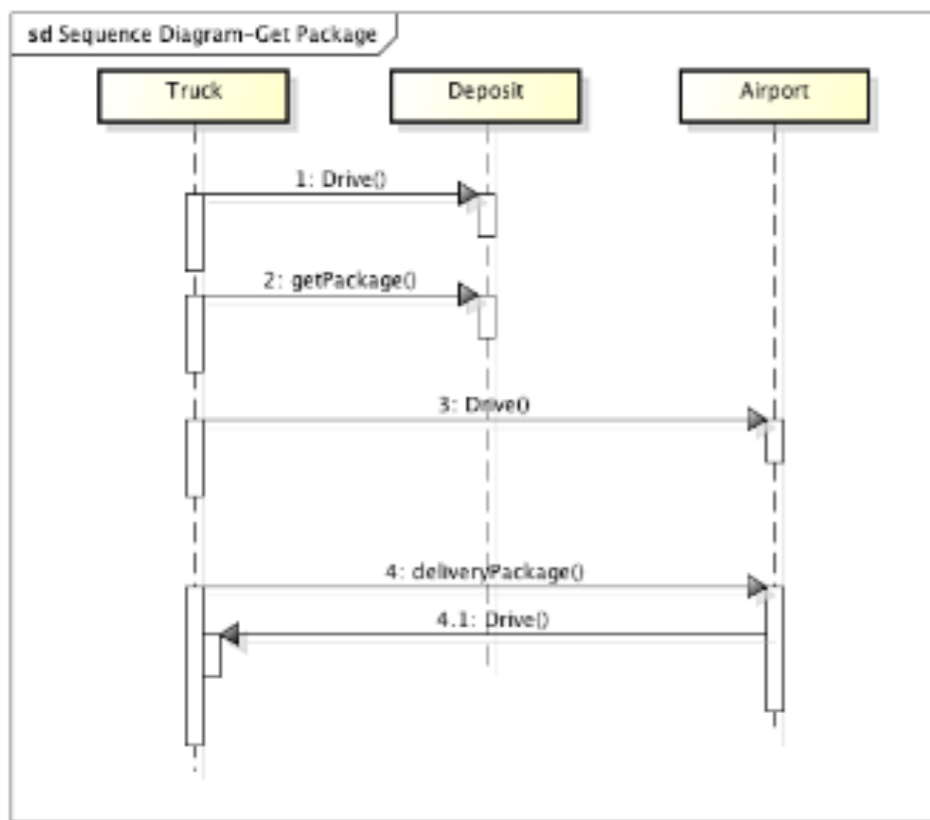 sd Sequence Diagram-Get Package
Truck
Deposit
Airport
1: Drive()
2: getPackage()
3: Drive()
4: deliveryPackage()
4.1: Drive()